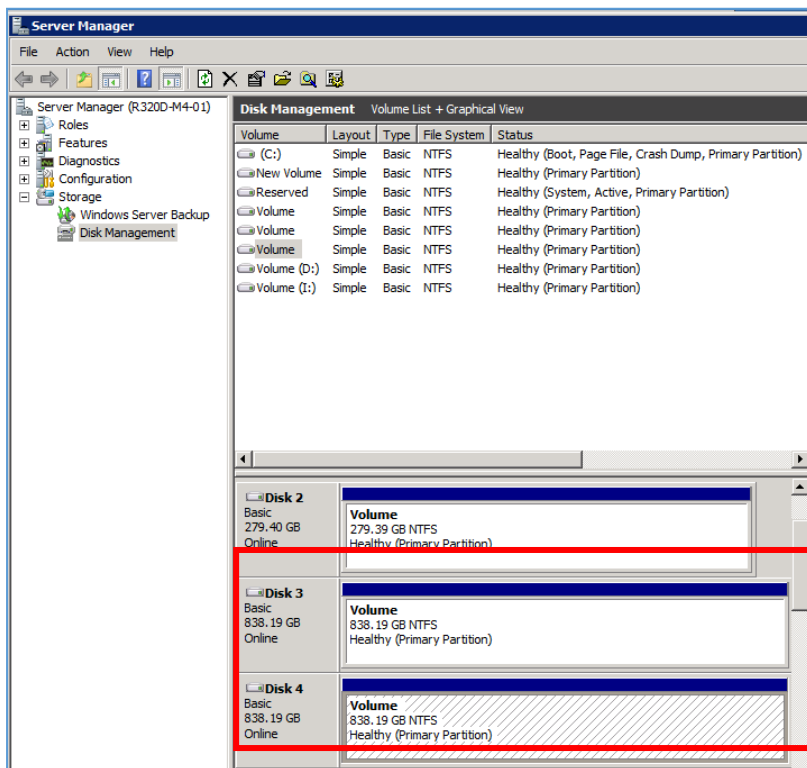 Server Manager
File Action View Help
Server Manager (R320D-M4-01)
Roles
Features
Diagnostics
Configuration
Storage
Windows Server Backup
Disk Management
Disk Management Volume List + Graphical View
Volume Layout Type File System Status
(C:) Simple Basic NTFS Healthy (Boot, Page File, Crash Dump, Primary Partition)
New Volume Simple Basic NTFS Healthy (Primary Partition)
Reserved Simple Basic NTFS Healthy (System, Active, Primary Partition)
Volume Simple Basic NTFS Healthy (Primary Partition)
Volume Simple Basic NTFS Healthy (Primary Partition)
Volume Simple Basic NTFS Healthy (Primary Partition)
Volume (D:) Simple Basic NTFS Healthy (Primary Partition)
Volume (I:) Simple Basic NTFS Healthy (Primary Partition)
Disk 2
Basic
279.40 GB
Online
Volume
279.39 GB NTFS
Healthy (Primary Partition)
Disk 3
Basic
838.19 GB
Online
Volume
838.19 GB NTFS
Healthy (Primary Partition)
Disk 4
Basic
838.19 GB
Online
Volume
838.19 GB NTFS
Healthy (Primary Partition)